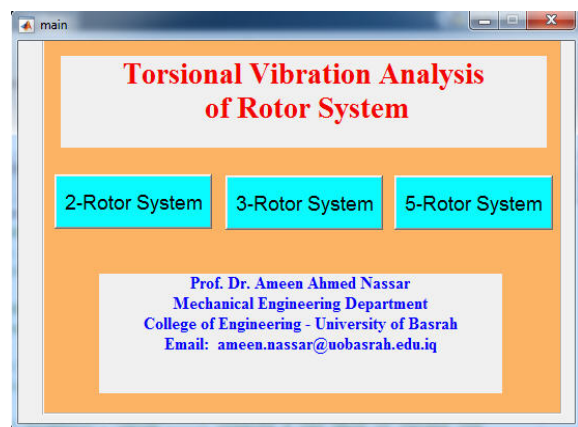 main
Torsional Vibration Analysis
of Rotor System
2-Rotor System
3-Rotor System
5-Rotor System
Prof. Dr. Ameen Ahmed Nassar
Mechanical Engineering Department
College of Engineering - University of Basrah
Email: ameen.nassar@uobasrah.edu.iq